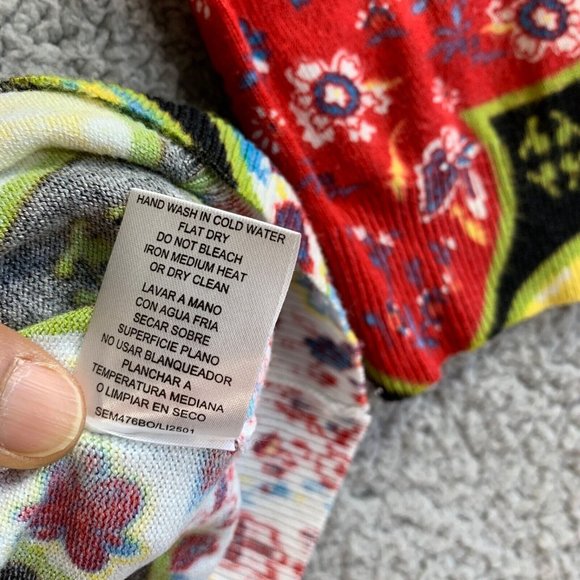 HAND WASH IN COLD WATER
FLAT DRY
DO NOT BLEACH
IRON MEDIUM HEAT
OR DRY CLEAN
LAVAR A MANO
CON AGUA FRIA
SECAR SOBRE
SUPERFICIE PLANO
NO USAR BLANQUEADOR
PLANCHAR A
TEMPERATURA MEDIANA
O LIMPIAR EN SECO
SEM476BO/LI2501